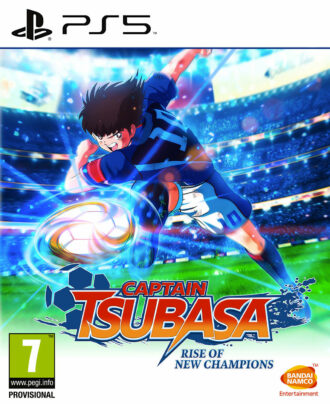 PS5
CAPTAIN
TSUBASA
RISE OF
NEW CHAMPIONS
7
www.pegi.info
PROVISIONAL
BANDAI
NAMCO
Entertainment